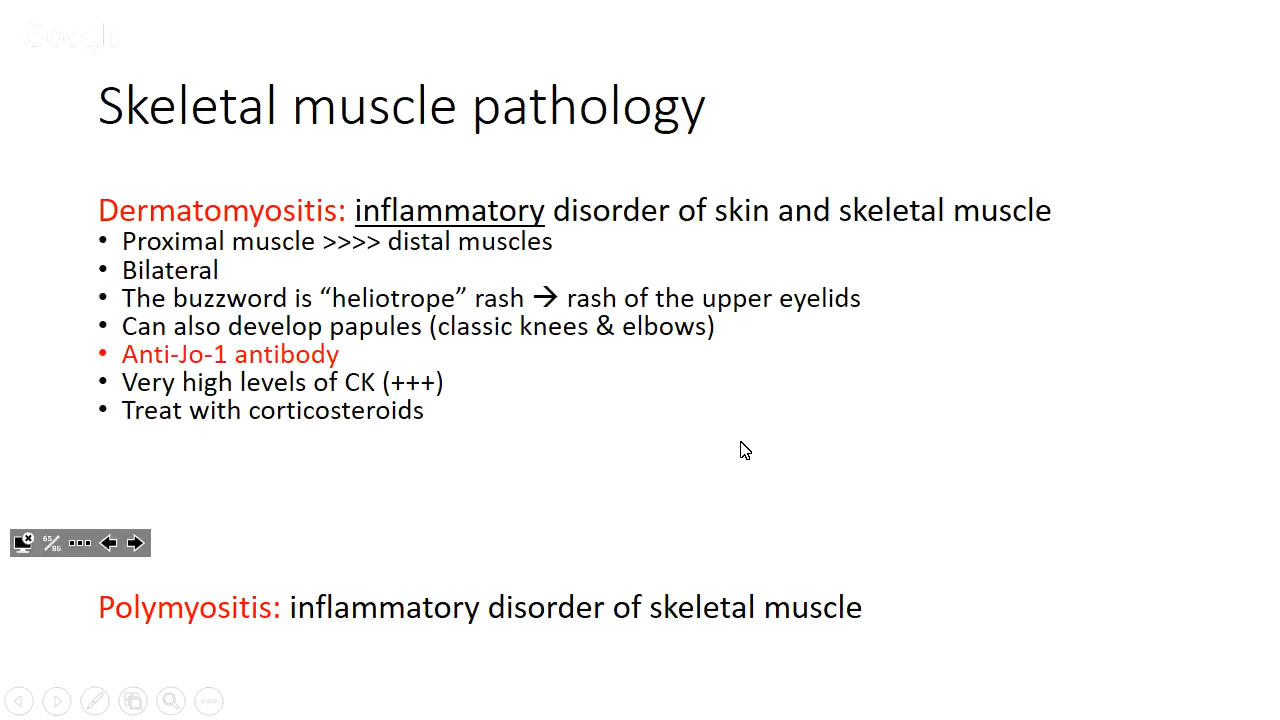 Skeletal muscle pathology
Dermatomyositis: inflammatory disorder of skin and skeletal muscle
• Proximal muscle >>>> distal muscles
• Bilateral
• The buzzword is “heliotrope” rash → rash of the upper eyelids
• Can also develop papules (classic knees & elbows)
• Anti-Jo-1 antibody
• Very high levels of CK (+++)
• Treat with corticosteroids
65/86
Polymyositis: inflammatory disorder of skeletal muscle